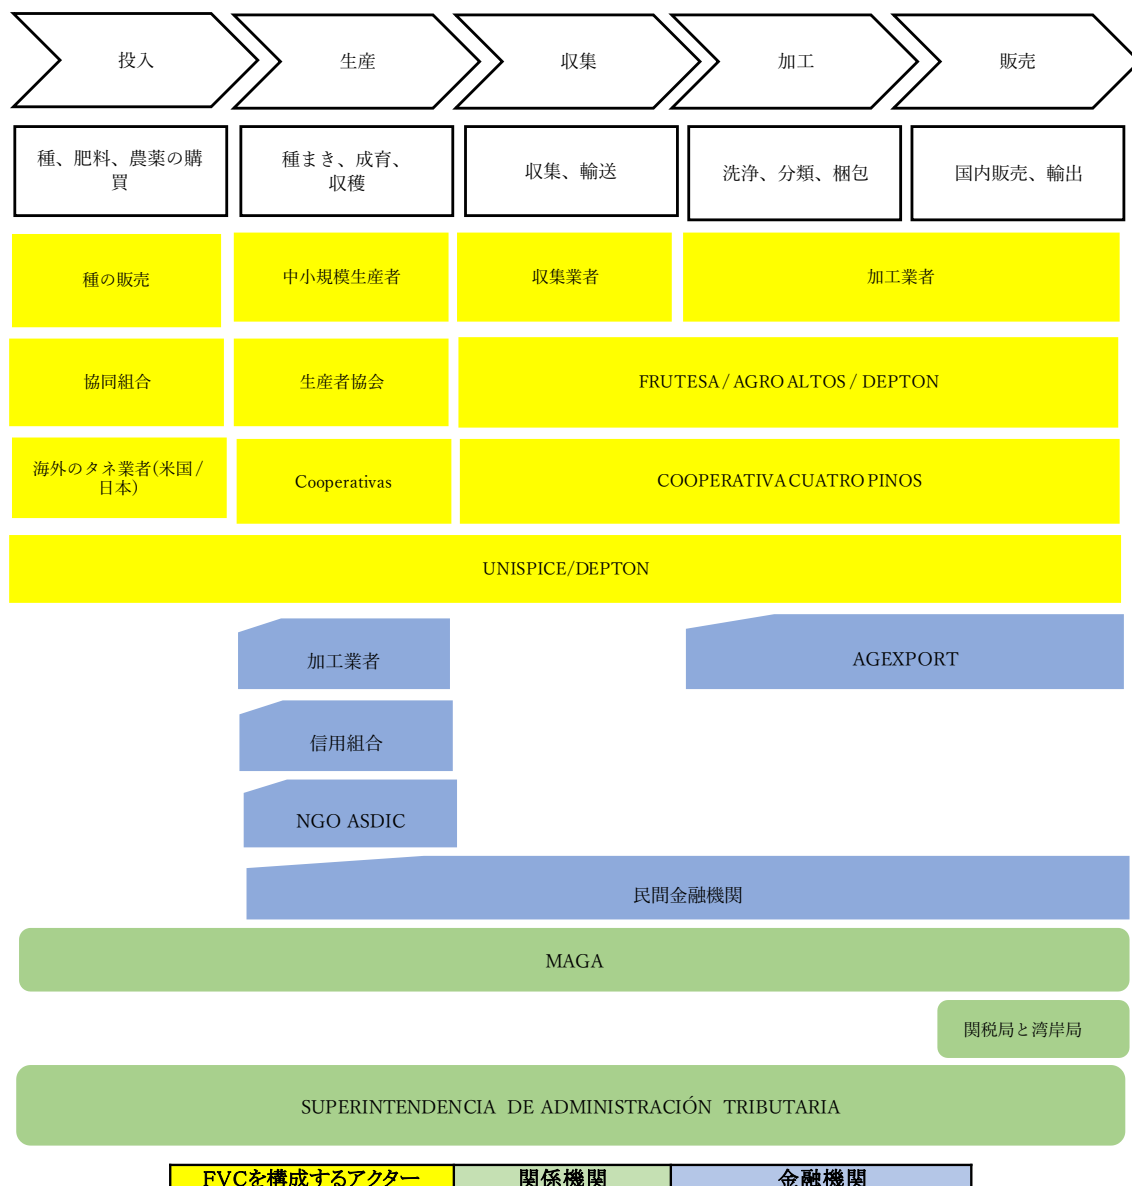 投入
生産
収集
加工
販売
種、肥料、農薬の購
買
種まき、成育、
収穫
収集、輸送
洗浄、分類、梱包
国内販売、輸出
種の販売
中小規模生産者
収集業者
加工業者
協同組合
生産者協会
FRUTESA / AGRO ALTOS / DEPTON
海外のタネ業者(米国/
日本)
Cooperativas
COOPERATIVA CUATRO PINOS
UNISPICE/DEPTON
加工業者
AGEXPORT
信用組合
NGO ASDIC
民間金融機関
MAGA
関税局と湾岸局
SUPERINTENDENCIA DE ADMINISTRACIÓN TRIBUTARIA
FVCを構成するアクター
関係機関
金融機関